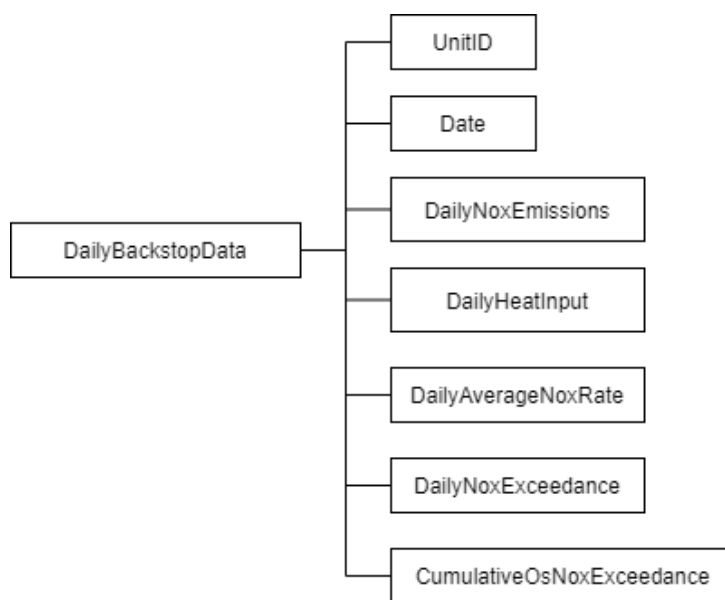 UnitID
Date
DailyNoxEmissions
DailyBackstopData
DailyHeatInput
DailyAverageNoxRate
DailyNoxExceedance
CumulativeOsNoxExceedance